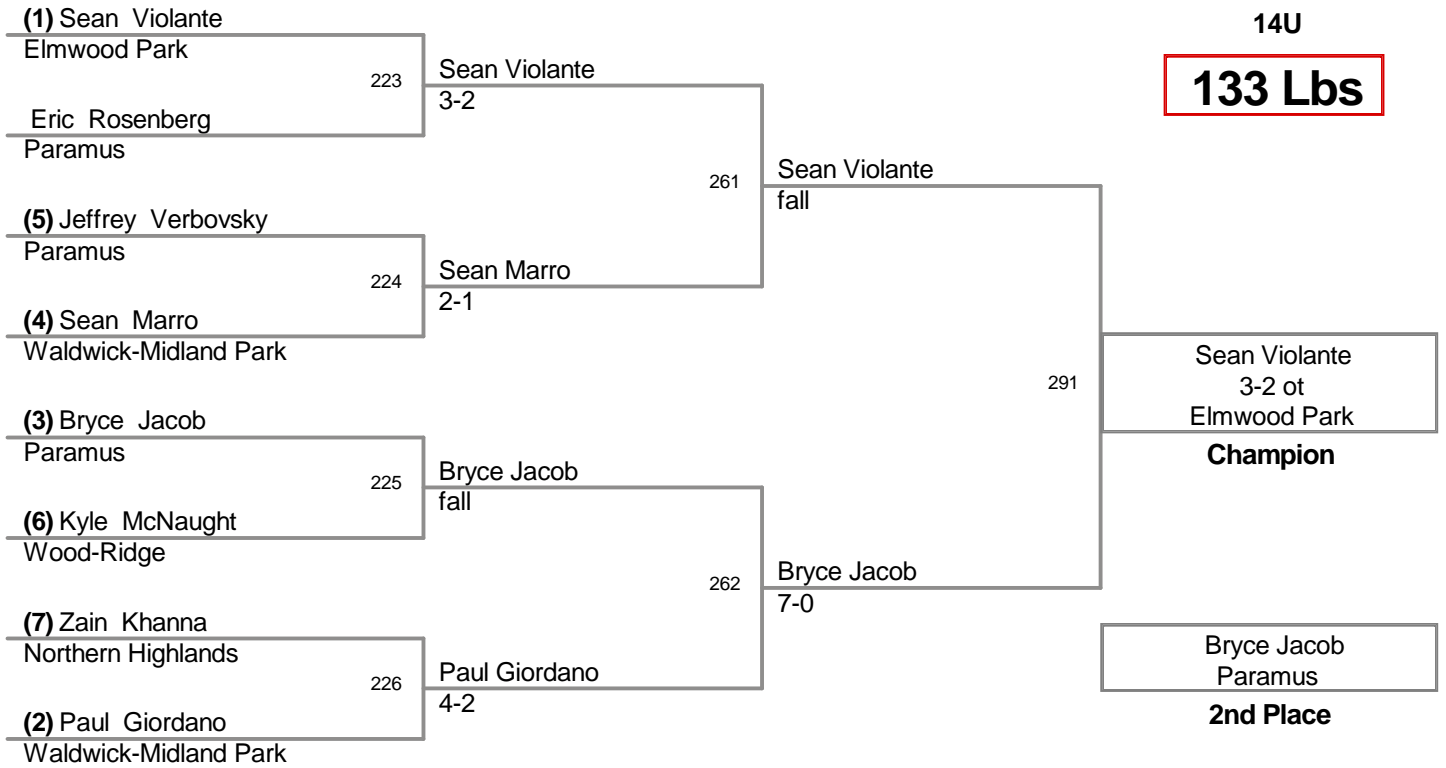 (1) Sean Violante
Elmwood Park
223
Sean Violante
3-2
Eric Rosenberg
Paramus
(5) Jeffrey Verbovsky
Paramus
224
Sean Marro
2-1
(4) Sean Marro
Waldwick-Midland Park
261
Sean Violante
fall
(3) Bryce Jacob
Paramus
225
Bryce Jacob
fall
(6) Kyle McNaught
Wood-Ridge
(7) Zain Khanna
Northern Highlands
226
Paul Giordano
4-2
(2) Paul Giordano
Waldwick-Midland Park
262
Bryce Jacob
7-0
291
14U
133 Lbs
Sean Violante
3-2 ot
Elmwood Park
Champion
Bryce Jacob
Paramus
2nd Place